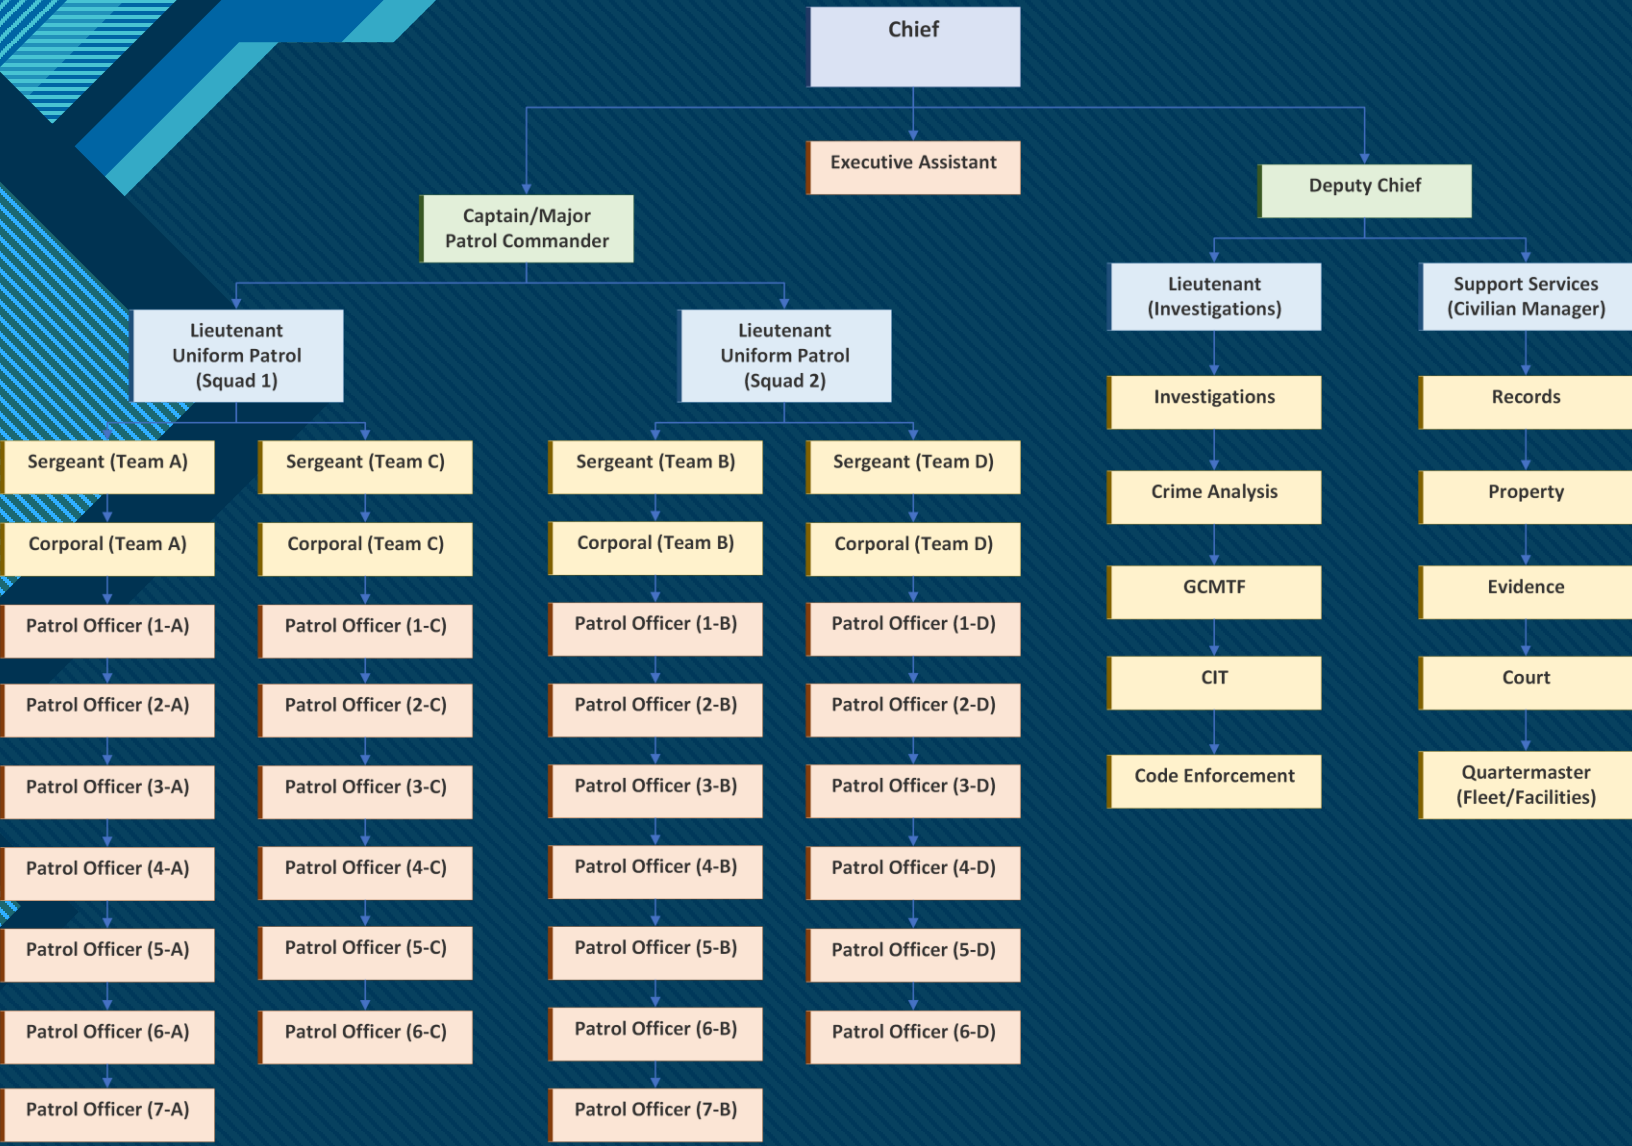 Chief
Executive Assistant
Deputy Chief
Captain/Major
Patrol Commander
Lieutenant
(Investigations)
Support Services
(Civilian Manager)
Lieutenant
Uniform Patrol
(Squad 1)
Lieutenant
Uniform Patrol
(Squad 2)
Investigations
Records
Sergeant (Team A)
Sergeant (Team C)
Sergeant (Team B)
Sergeant (Team D)
Crime Analysis
Property
Corporal (Team A)
Corporal (Team C)
Corporal (Team B)
Corporal (Team D)
GCMTF
Evidence
Patrol Officer (1-A)
Patrol Officer (1-C)
Patrol Officer (1-B)
Patrol Officer (1-D)
CIT
Court
Patrol Officer (2-A)
Patrol Officer (2-C)
Patrol Officer (2-B)
Patrol Officer (2-D)
Code Enforcement
Quartermaster
(Fleet/Facilities)
Patrol Officer (3-A)
Patrol Officer (3-C)
Patrol Officer (3-B)
Patrol Officer (3-D)
Patrol Officer (4-A)
Patrol Officer (4-C)
Patrol Officer (4-B)
Patrol Officer (4-D)
Patrol Officer (5-A)
Patrol Officer (5-C)
Patrol Officer (5-B)
Patrol Officer (5-D)
Patrol Officer (6-A)
Patrol Officer (6-C)
Patrol Officer (6-B)
Patrol Officer (6-D)
Patrol Officer (7-A)
Patrol Officer (7-B)